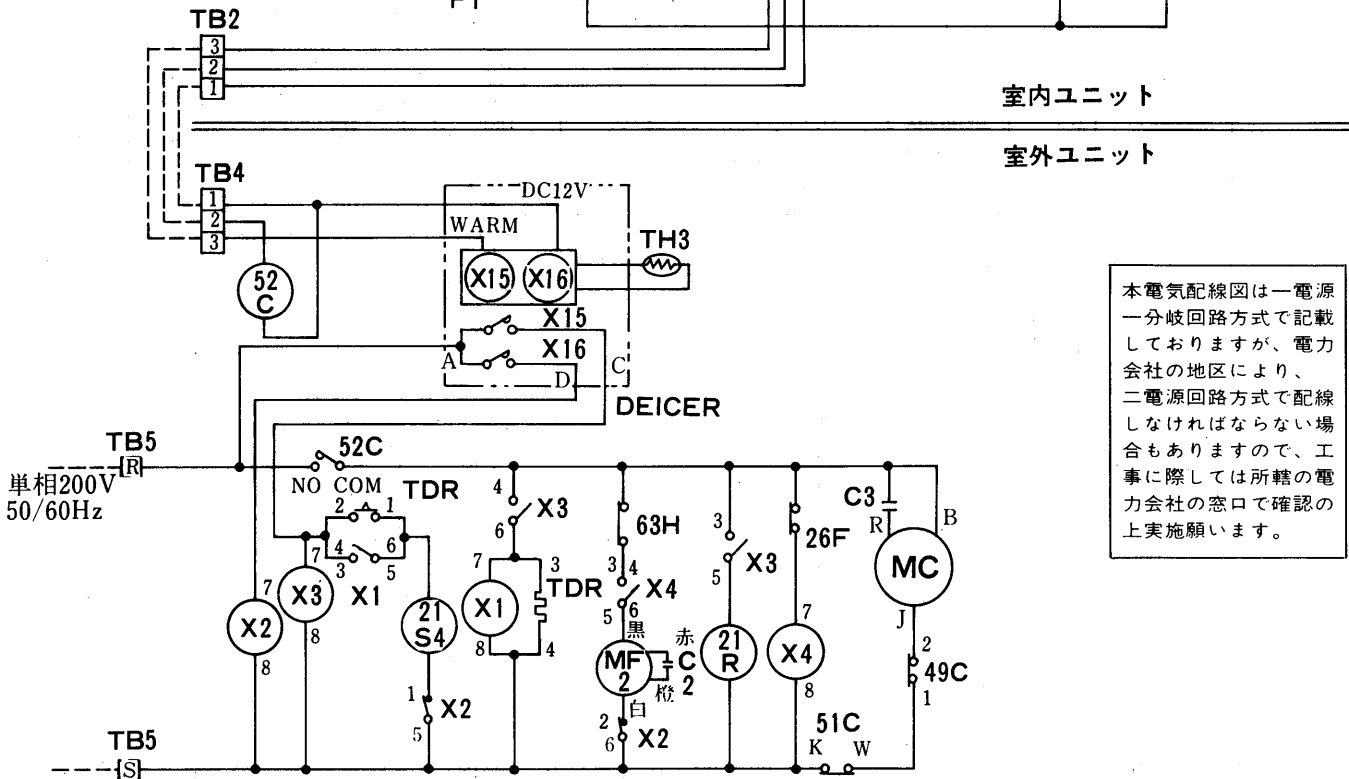 TB2
3
2
1
室内ユニット
室外ユニット
TB4
1
2
3
DC12V
WARM
TH3
52
C
X15
X16
X15
X16
A
D
C
DEICER
本電気配線図は一電源
一分岐回路方式で記載
しておりますが、電力
会社の地区により、
二電源回路方式で配線
しなければならない場
合もありますので、工
事に際しては所轄の電
力会社の窓口で確認の
上実施願います。
TB5
R
単相200V
50/60Hz
52C
NO COM
TDR
2 1
4 6
3 5
X1
7
X3
8
7
X2
8
21
S4
1
X2
5
4
X3
6
7
X1
8
3
TDR
4
63H
3 4
X4
5 6
黒
MF
2
赤
C
2
橙
白
2
X2
6
3
X3
5
21
R
26F
7
X4
8
C3
R
B
MC
J
2
49C
1
51C
K W
TB5
S